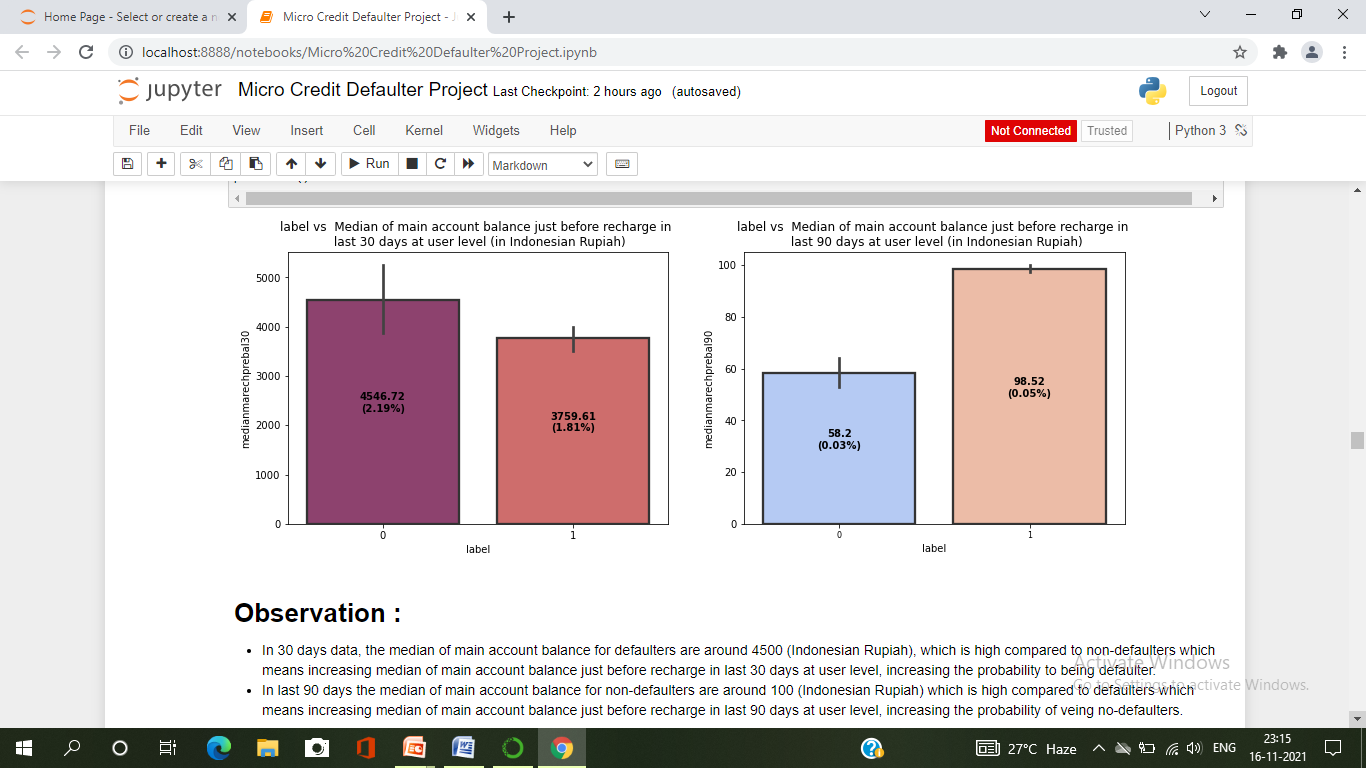 Home Page - Select or create a n
Micro Credit Defaulter Project - J
localhost:8888/notebooks/Micro%20Credit%20Defaulter%20Project.ipynb
jupyter Micro Credit Defaulter Project Last Checkpoint: 2 hours ago (autosaved)
Logout
File Edit View Insert Cell Kernel Widgets Help
Not Connected Trusted Python 3
Run Markdown
label vs Median of main account balance just before recharge in
last 30 days at user level (in Indonesian Rupiah)
5000
4000
3000
2000
1000
0
medianmarechprebal30
4546.72
(2.19%)
3759.61
(1.81%)
0 1
label
label vs Median of main account balance just before recharge in
last 90 days at user level (in Indonesian Rupiah)
100
80
60
40
20
0
medianmarechprebal90
58.2
(0.03%)
98.52
(0.05%)
0 1
label
Observation :
• In 30 days data, the median of main account balance for defaulters are around 4500 (Indonesian Rupiah), which is high compared to non-defaulters which
means increasing median of main account balance just before recharge in last 30 days at user level, increasing the probability to being defaulter.
• In last 90 days the median of main account balance for non-defaulters are around 100 (Indonesian Rupiah) which is high compared to defaulters which
means increasing median of main account balance just before recharge in last 90 days at user level, increasing the probability of veing no-defaulters.
Activate Windows
Go to Settings to activate Windows.
27°C Haze
ENG
23:15
16-11-2021